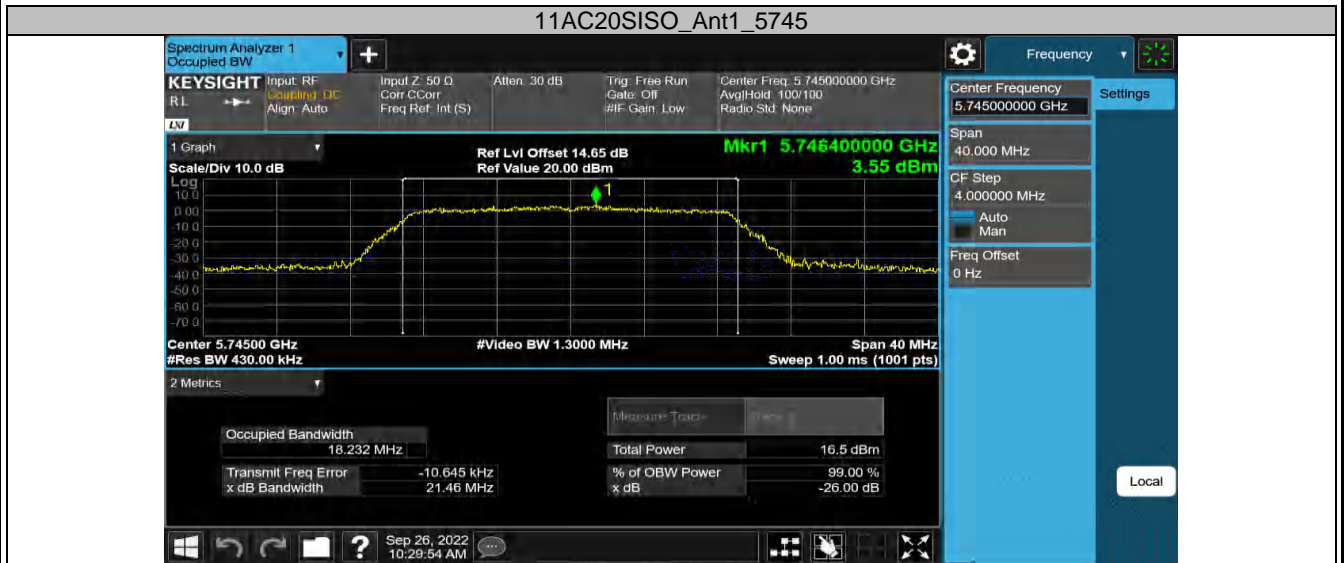 11AC20SISO_Ant1_5745
Spectrum Analyzer 1
Occupied BW
+
Frequency
KEYSIGHT
RL
LXI
Input: RF
Coupling: DC
Align: Auto
Input Z: 50 Ω
Corr CCorr
Freq Ref: Int (S)
Atten: 30 dB
Trig: Free Run
Gate: Off
#IF Gain: Low
Center Freq: 5.745000000 GHz
Avg|Hold: 100/100
Radio Std: None
Center Frequency
5.745000000 GHz
Settings
Span
40.000 MHz
CF Step
4.000000 MHz
Auto
Man
Freq Offset
0 Hz
Local
1 Graph
Scale/Div 10.0 dB
Ref Lvl Offset 14.65 dB
Ref Value 20.00 dBm
Mkr1 5.746400000 GHz
3.55 dBm
Log
10.0
0.00
-10.0
-20.0
-30.0
-40.0
-50.0
-60.0
-70.0
1
Center 5.74500 GHz
#Res BW 430.00 kHz
#Video BW 1.3000 MHz
Span 40 MHz
Sweep 1.00 ms (1001 pts)
2 Metrics
Measure Trace
Occupied Bandwidth
18.232 MHz
Total Power 16.5 dBm
Transmit Freq Error -10.645 kHz
% of OBW Power 99.00 %
x dB Bandwidth 21.46 MHz
x dB -26.00 dB
?
Sep 26, 2022
10:29:54 AM